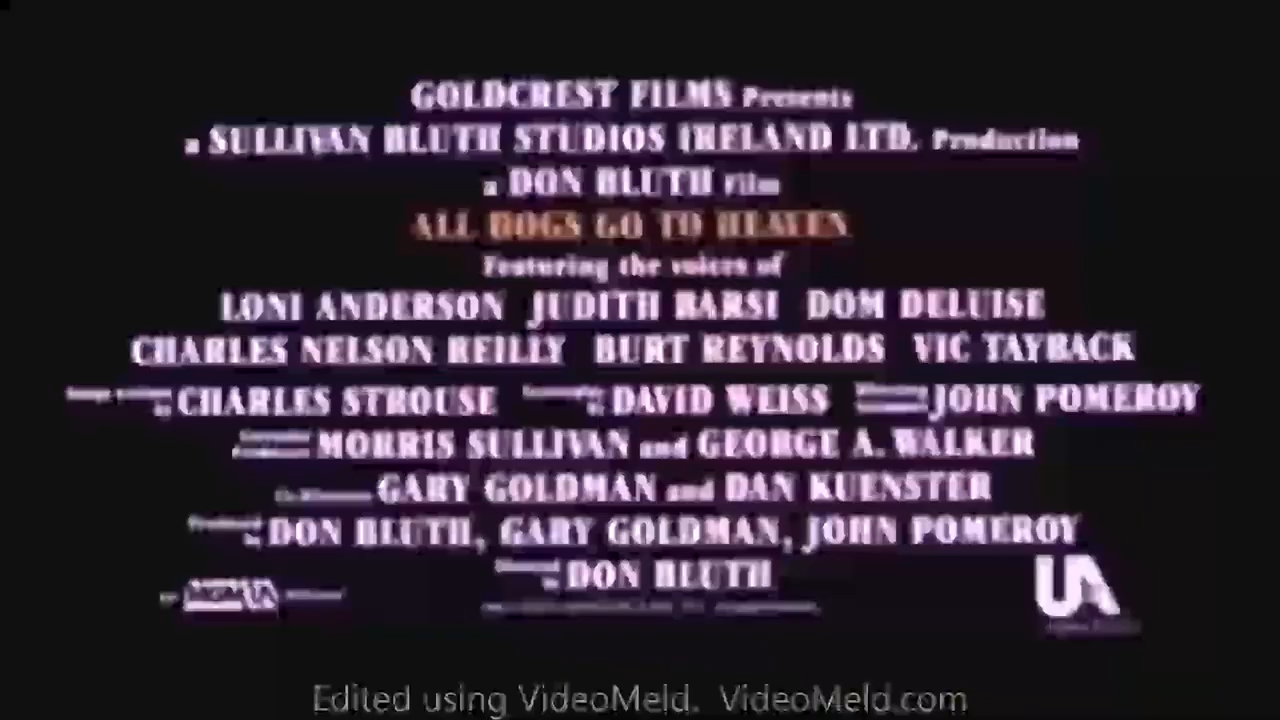 GOLDCREST FILMS Presents
a SULLIVAN BLUTH STUDIOS IRELAND LTD. Production
a DON BLUTH Film
ALL DOGS GO TO HEAVEN
Featuring the voices of
LONI ANDERSON JUDITH BARSI DOM DELUISE
CHARLES NELSON REILLY BURT REYNOLDS VIC TAYBACK
CHARLES STROUSE DAVID WEISS JOHN POMEROY
MORRIS SULLIVAN and GEORGE A. WALKER
GARY GOLDMAN and DAN KUENSTER
DON BLUTH, GARY GOLDMAN, JOHN POMEROY
DON BLUTH
UA
Edited using VideoMeld. VideoMeld.com